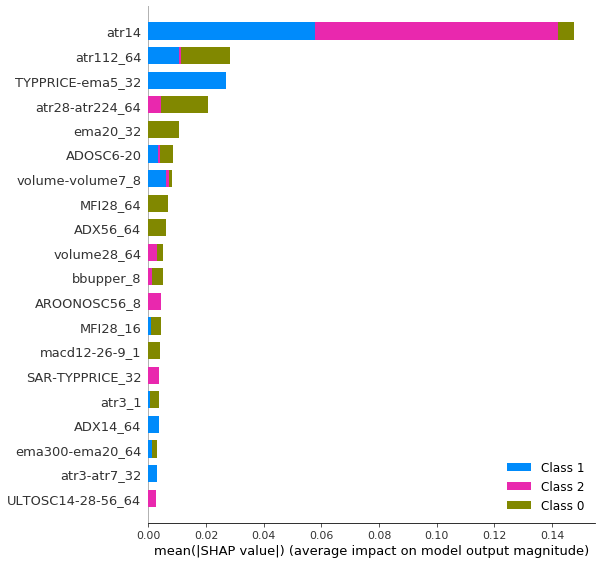 atr14
atr112_64
TYPPRICE-ema5_32
atr28-atr224_64
ema20_32
ADOSC6-20
volume-volume7_8
MFI28_64
ADX56_64
volume28_64
bbupper_8
AROONOSC56_8
MFI28_16
macd12-26-9_1
SAR-TYPPRICE_32
atr3_1
ADX14_64
ema300-ema20_64
atr3-atr7_32
ULTOSC14-28-56_64
Class 1
Class 2
Class 0
0.00 0.02 0.04 0.06 0.08 0.10 0.12 0.14
mean(|SHAP value|) (average impact on model output magnitude)